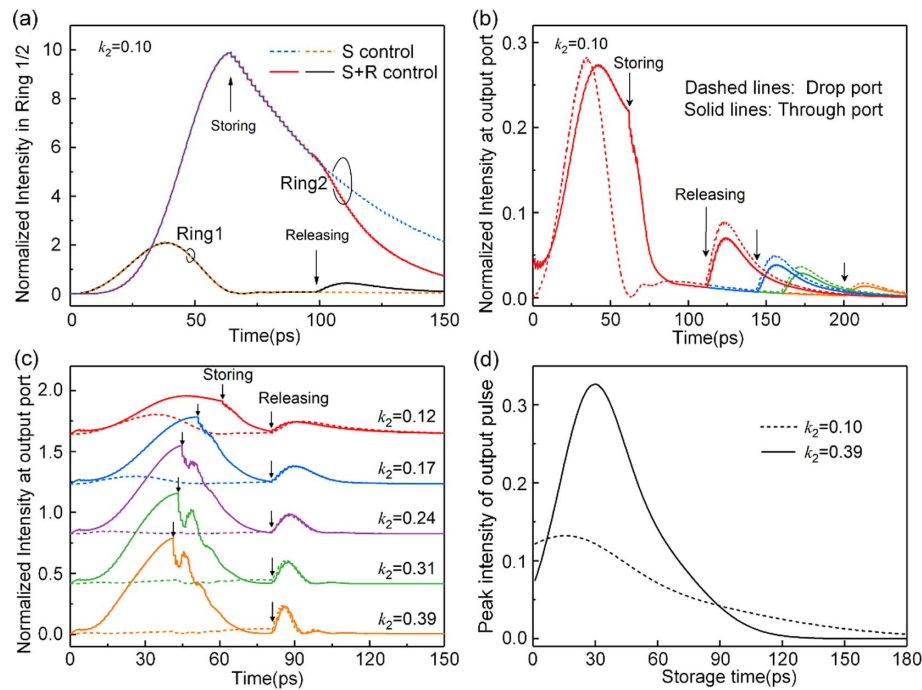 (a)
k2=0.10
S control
S+R control
Storing
Ring2
Ring1
Releasing
Normalized Intensity in Ring 1/2
0
2
4
6
8
10
0
50
100
150
Time(ps)
(b)
k2=0.10
Storing
Dashed lines: Drop port
Solid lines: Through port
Releasing
Normalized Intensity at output port
0.0
0.1
0.2
0.3
0
50
100
150
200
Time(ps)
(c)
Storing
Releasing
k2=0.12
k2=0.17
k2=0.24
k2=0.31
k2=0.39
Normalized Intensity at output port
0.0
0.5
1.0
1.5
2.0
0
30
60
90
120
150
Time(ps)
(d)
k2=0.10
k2=0.39
Peak intensity of output pulse
0.0
0.1
0.2
0.3
0
30
60
90
120
150
180
Storage time(ps)